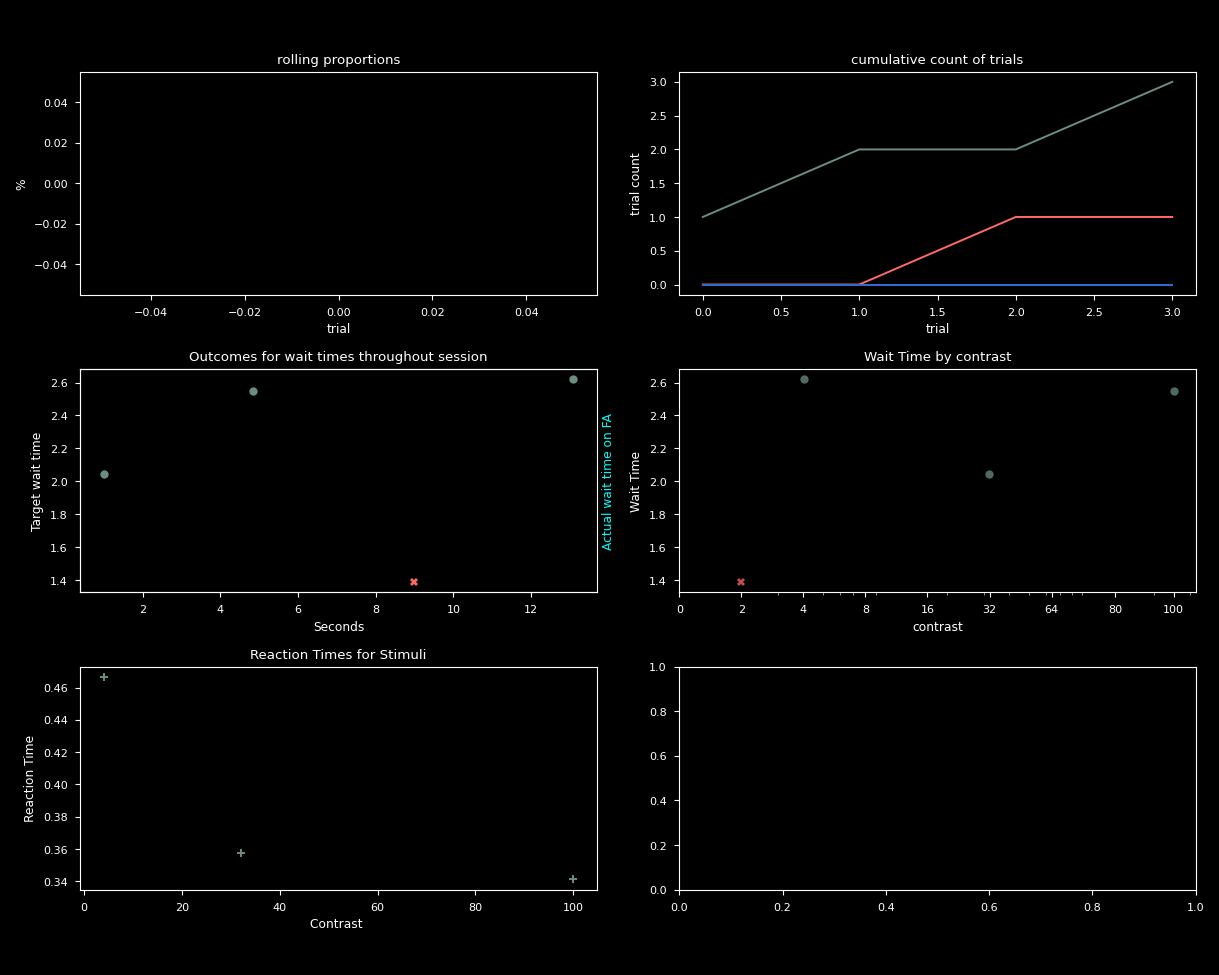 rolling proportions
0.04
0.02
0.00
−0.02
−0.04
%
−0.04 −0.02 0.00 0.02 0.04
trial
cumulative count of trials
3.0
2.5
2.0
1.5
1.0
0.5
0.0
trial count
0.0 0.5 1.0 1.5 2.0 2.5 3.0
trial
Outcomes for wait times throughout session
2.6
2.4
2.2
2.0
1.8
1.6
1.4
Target wait time
Actual wait time on FA
2 4 6 8 10 12
Seconds
Wait Time by contrast
2.6
2.4
2.2
2.0
1.8
1.6
1.4
Wait Time
0 2 4 8 16 32 64 80 100
contrast
Reaction Times for Stimuli
0.46
0.44
0.42
0.40
0.38
0.36
0.34
Reaction Time
0 20 40 60 80 100
Contrast
1.0
0.8
0.6
0.4
0.2
0.0
0.0 0.2 0.4 0.6 0.8 1.0